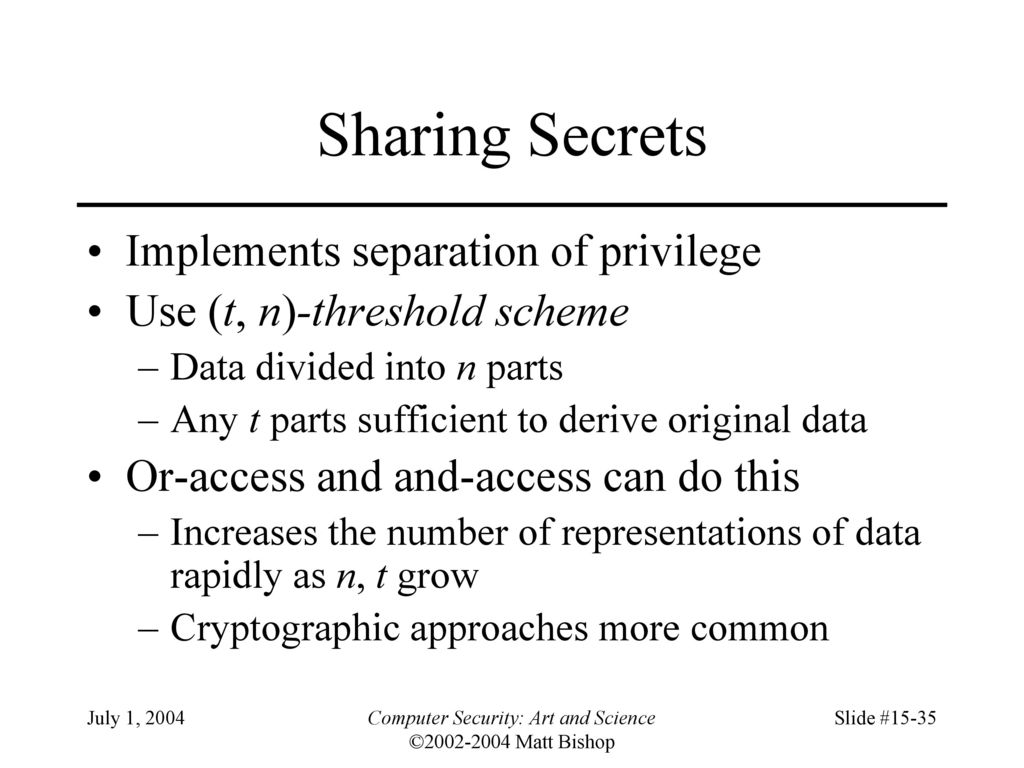 Sharing Secrets
• Implements separation of privilege
• Use (t, n)-threshold scheme
– Data divided into n parts
– Any t parts sufficient to derive original data
• Or-access and and-access can do this
– Increases the number of representations of data
rapidly as n, t grow
– Cryptographic approaches more common
July 1, 2004
Computer Security: Art and Science
©2002-2004 Matt Bishop
Slide #15-35